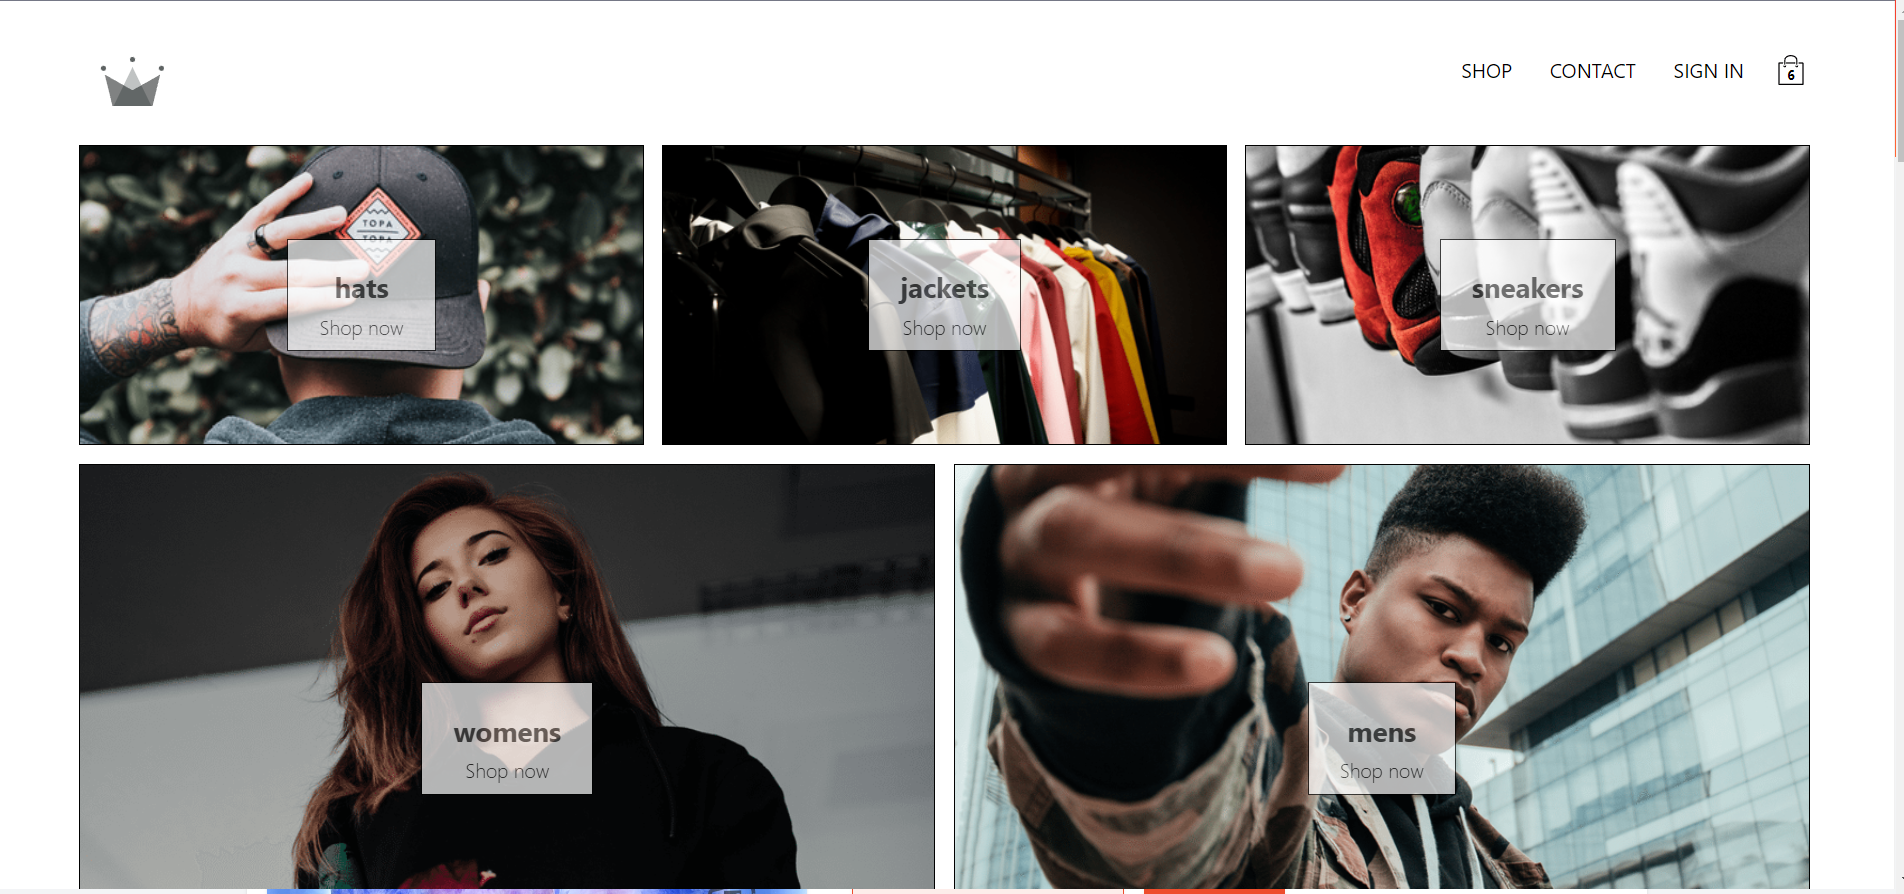 SHOP
CONTACT
SIGN IN
6
TOPA
TOPA
hats
Shop now
jackets
Shop now
sneakers
Shop now
womens
Shop now
mens
Shop now